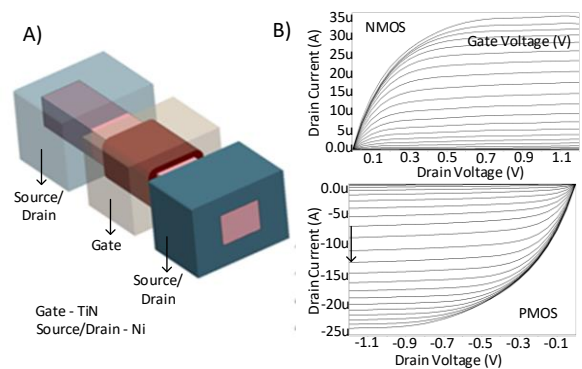 A)
Source/
Drain
Gate
Source/
Drain
Gate - TiN
Source/Drain - Ni
B)
NMOS
Gate Voltage (V)
Drain Current (A)
35u
30u
25u
20u
15u
10u
5u
0.0u
0.1 0.3 0.5 0.7 0.9 1.1
Drain Voltage (V)
Drain Current (A)
0.0u
-5u
-10u
-15u
-20u
-25u
PMOS
-1.1 -0.9 -0.7 -0.5 -0.3 -0.1
Drain Voltage (V)